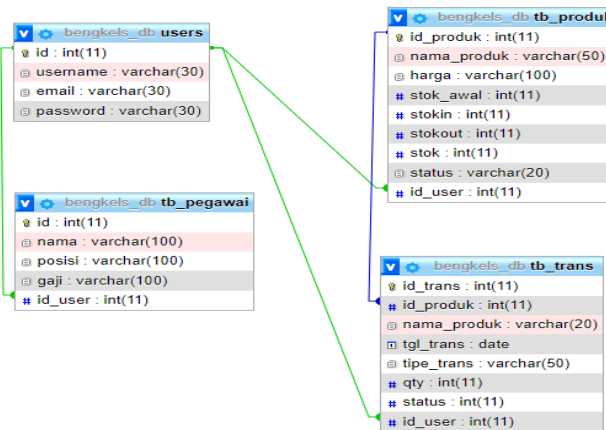 bengkels_db users
id : int(11)
username : varchar(30)
email : varchar(30)
password : varchar(30)
bengkels_db tb_pegawai
id : int(11)
nama : varchar(100)
posisi : varchar(100)
gaji : varchar(100)
id_user : int(11)
bengkels_db tb_produk
id_produk : int(11)
nama_produk : varchar(50)
harga : varchar(100)
stok_awal : int(11)
stokin : int(11)
stokout : int(11)
stok : int(11)
status : varchar(20)
id_user : int(11)
bengkels_db tb_trans
id_trans : int(11)
id_produk : int(11)
nama_produk : varchar(20)
tgl_trans : date
tipe_trans : varchar(50)
qty : int(11)
status : int(11)
id_user : int(11)